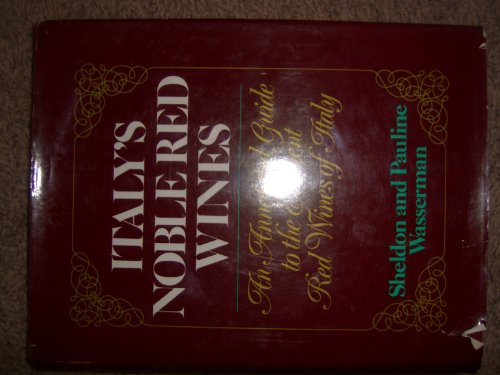 ITALY'S
NOBLE RED
WINES
An Guide
to the
Red Wines of Italy
Sheldon and Pauline
Wasserman